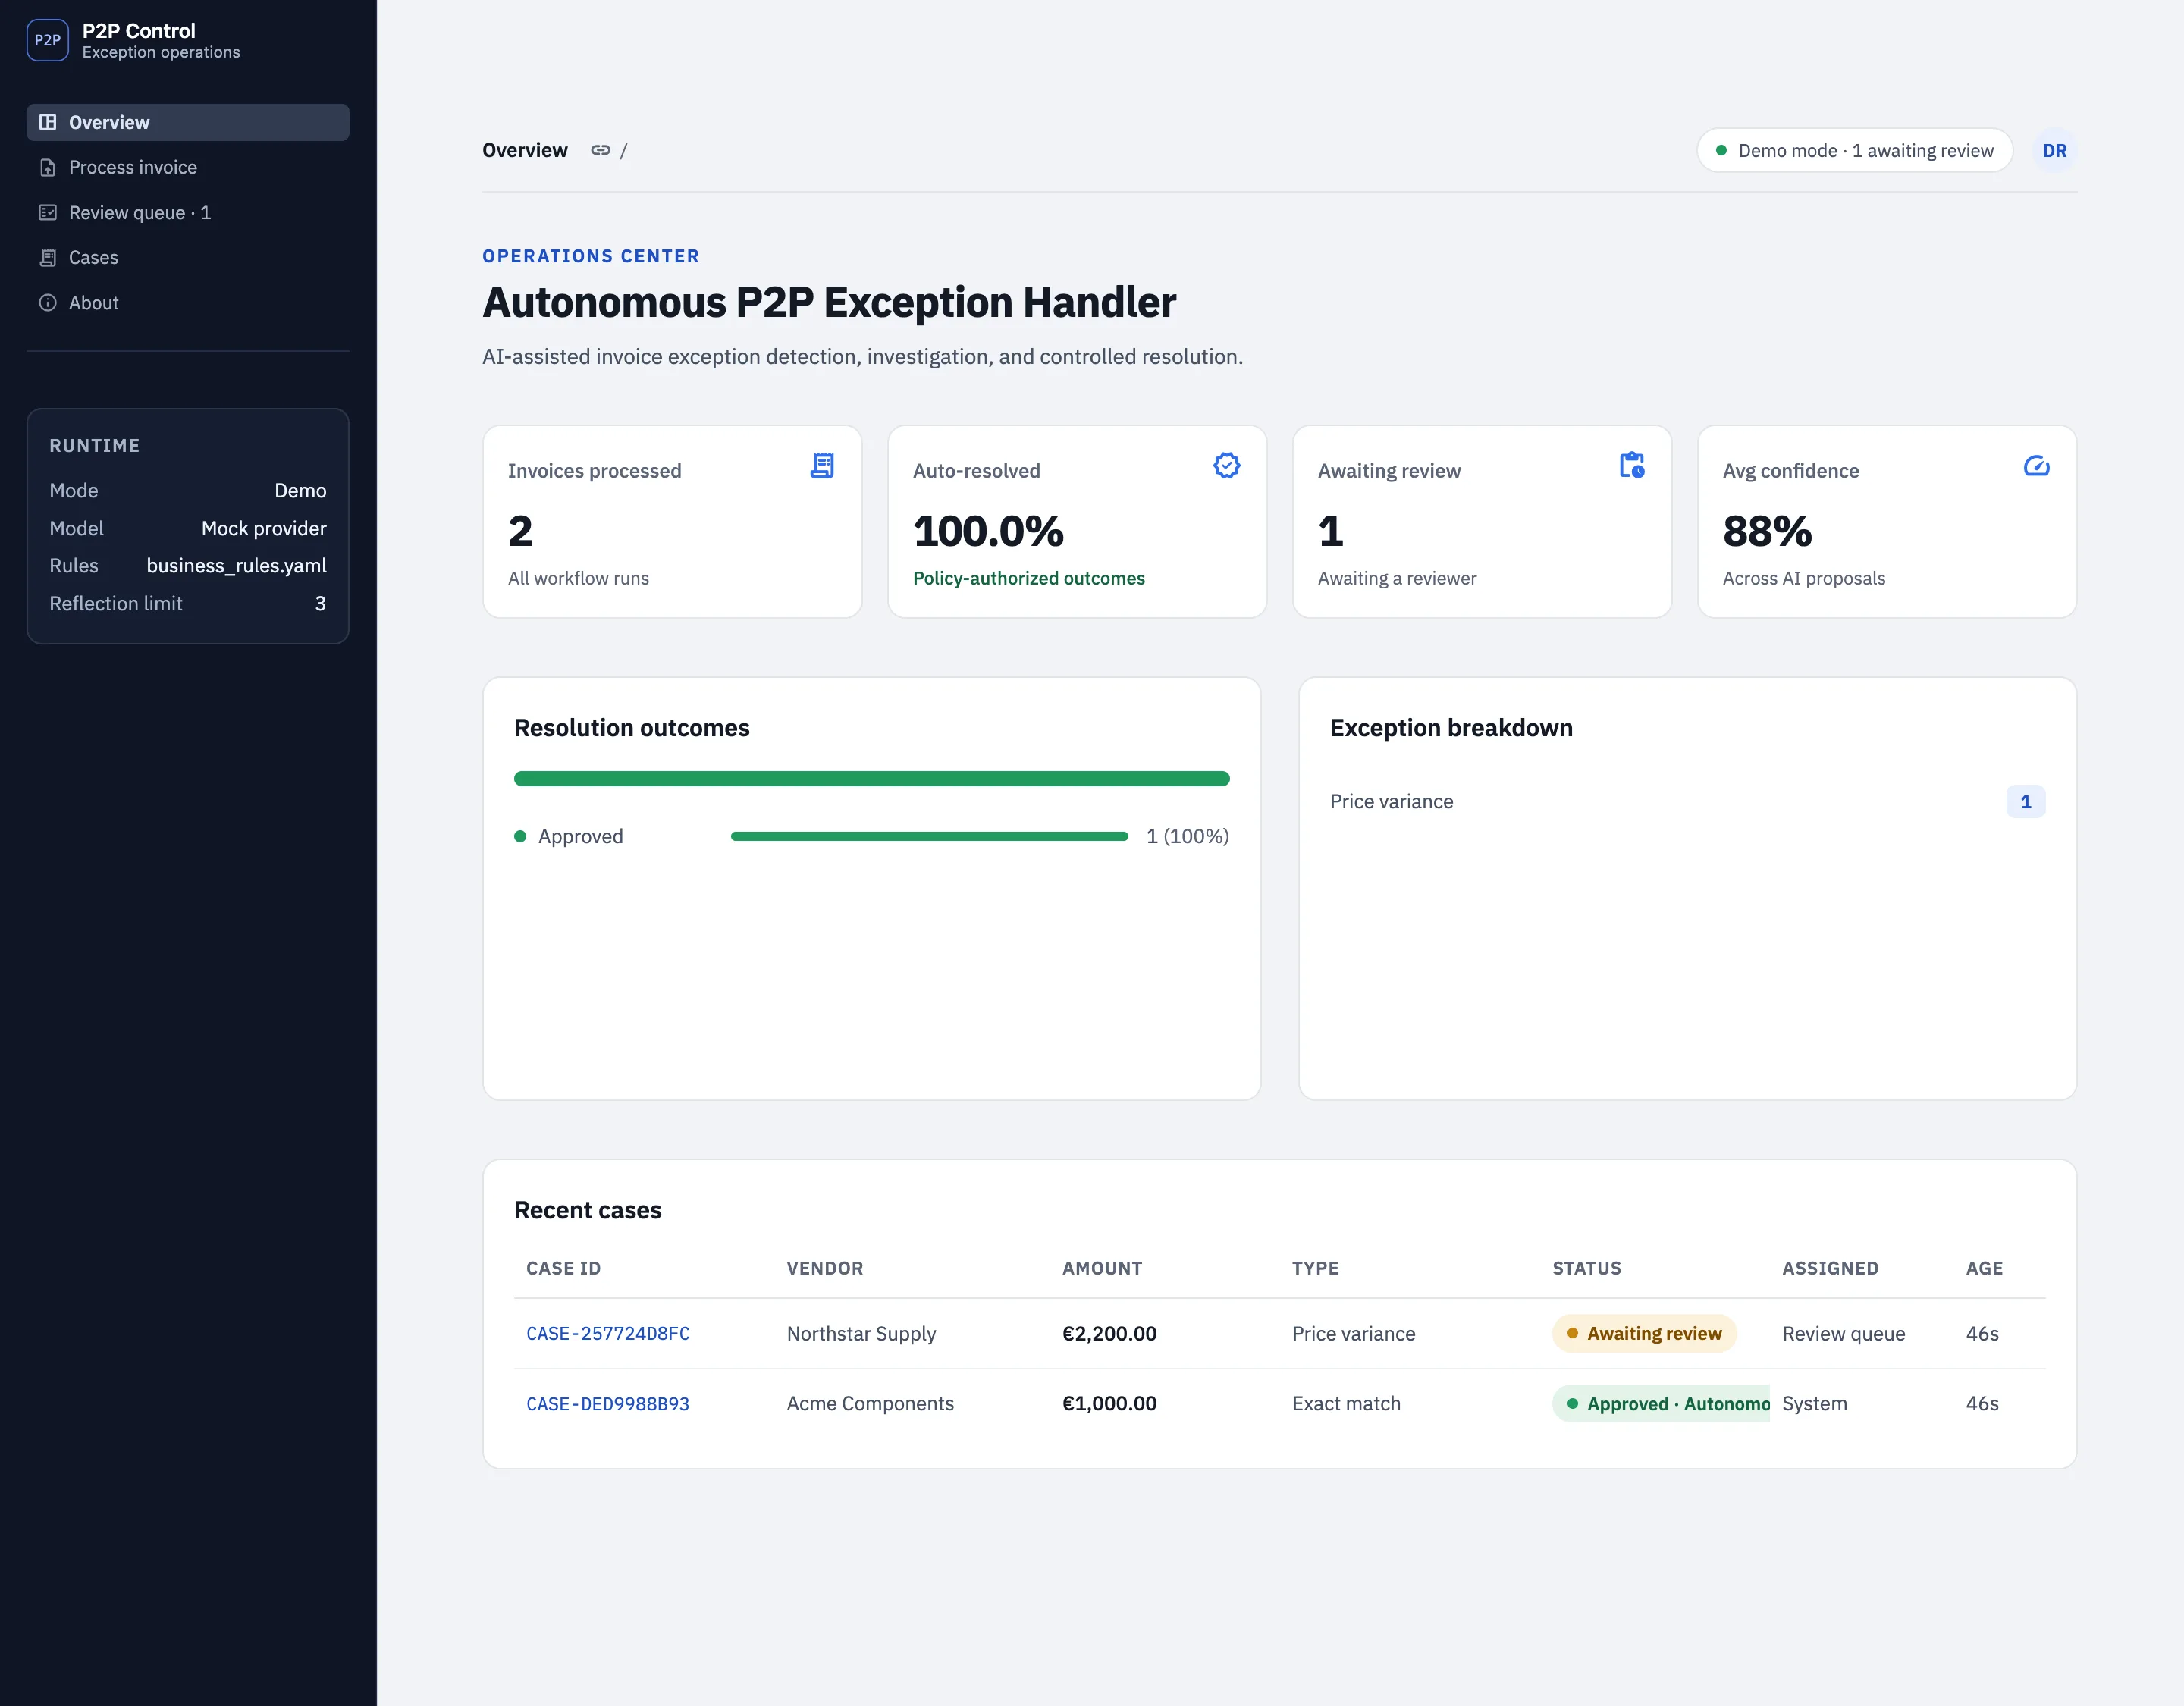 P2P
P2P Control
Exception operations
Overview
Process invoice
Review queue · 1
Cases
About
RUNTIME
Mode Demo
Model Mock provider
Rules business_rules.yaml
Reflection limit 3
Overview /
Demo mode · 1 awaiting review
DR
OPERATIONS CENTER
Autonomous P2P Exception Handler
AI-assisted invoice exception detection, investigation, and controlled resolution.
Invoices processed
2
All workflow runs
Auto-resolved
100.0%
Policy-authorized outcomes
Awaiting review
1
Awaiting a reviewer
Avg confidence
88%
Across AI proposals
Resolution outcomes
Approved 1 (100%)
Exception breakdown
Price variance 1
Recent cases
CASE ID VENDOR AMOUNT TYPE STATUS ASSIGNED AGE
CASE-257724D8FC Northstar Supply €2,200.00 Price variance Awaiting review Review queue 46s
CASE-DED9988B93 Acme Components €1,000.00 Exact match Approved · Autonomo System 46s